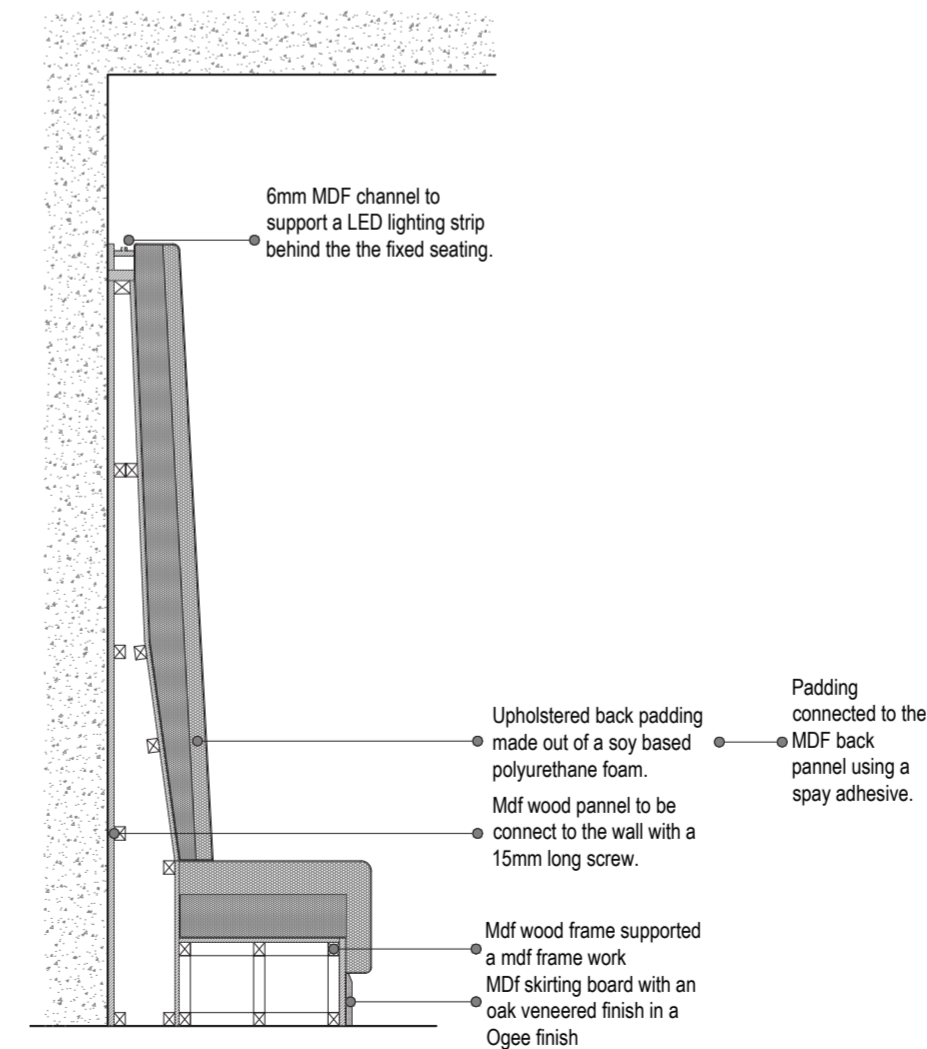 6mm MDF channel to
support a LED lighting strip
behind the the fixed seating.
Upholstered back padding
made out of a soy based
polyurethane foam.
Padding
connected to the
MDF back
pannel using a
spay adhesive.
Mdf wood pannel to be
connect to the wall with a
15mm long screw.
Mdf wood frame supported
a mdf frame work
MDf skirting board with an
oak veneered finish in a
Ogee finish